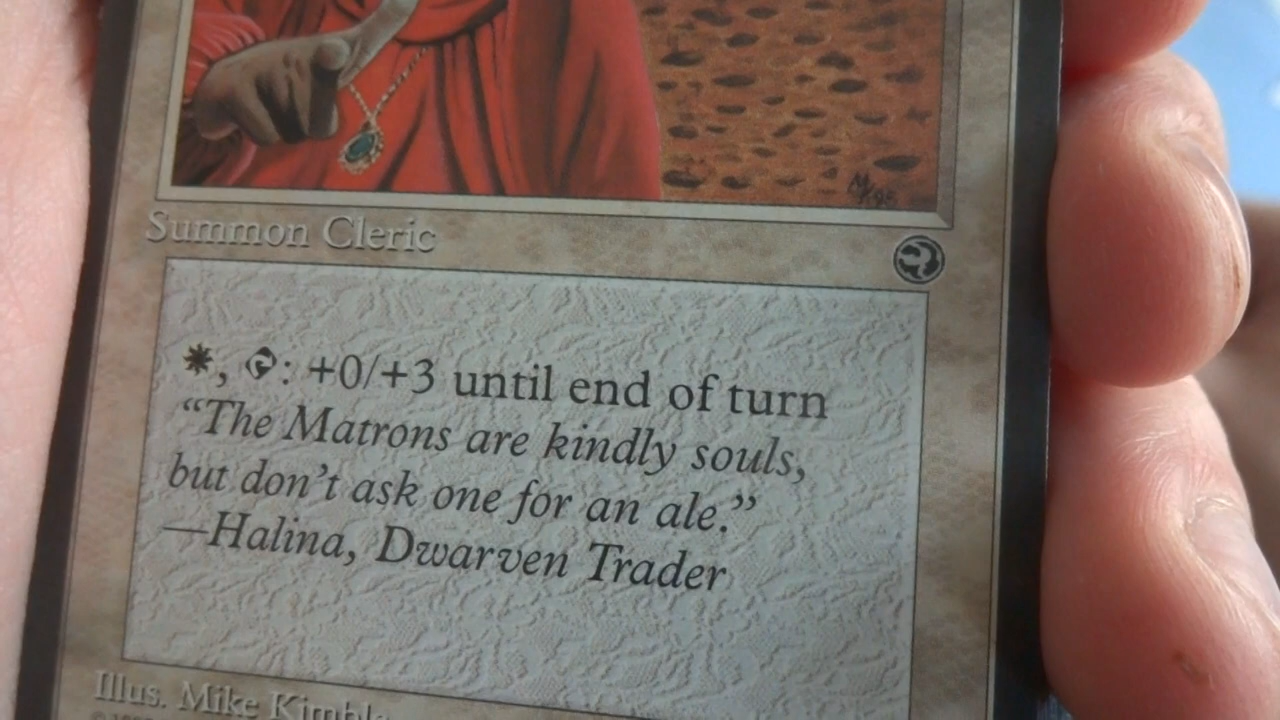 Summon Cleric
, : +0/+3 until end of turn
“The Matrons are kindly souls,
but don’t ask one for an ale.”
—Halina, Dwarven Trader
Illus. Mike